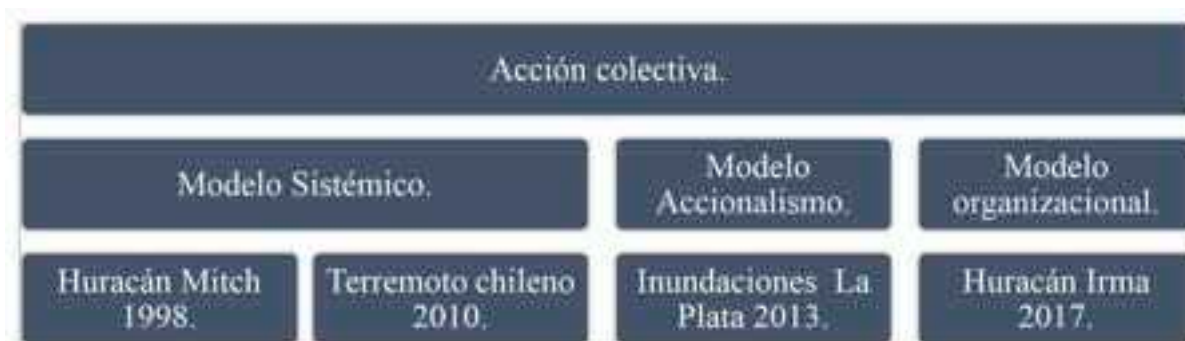 Acción colectiva.
Modelo Sistémico.
Modelo
Accionalismo.
Modelo
organizacional.
Huracán Mitch
1998.
Terremoto chileno
2010.
Inundaciones La
Plata 2013.
Huracán Irma
2017.